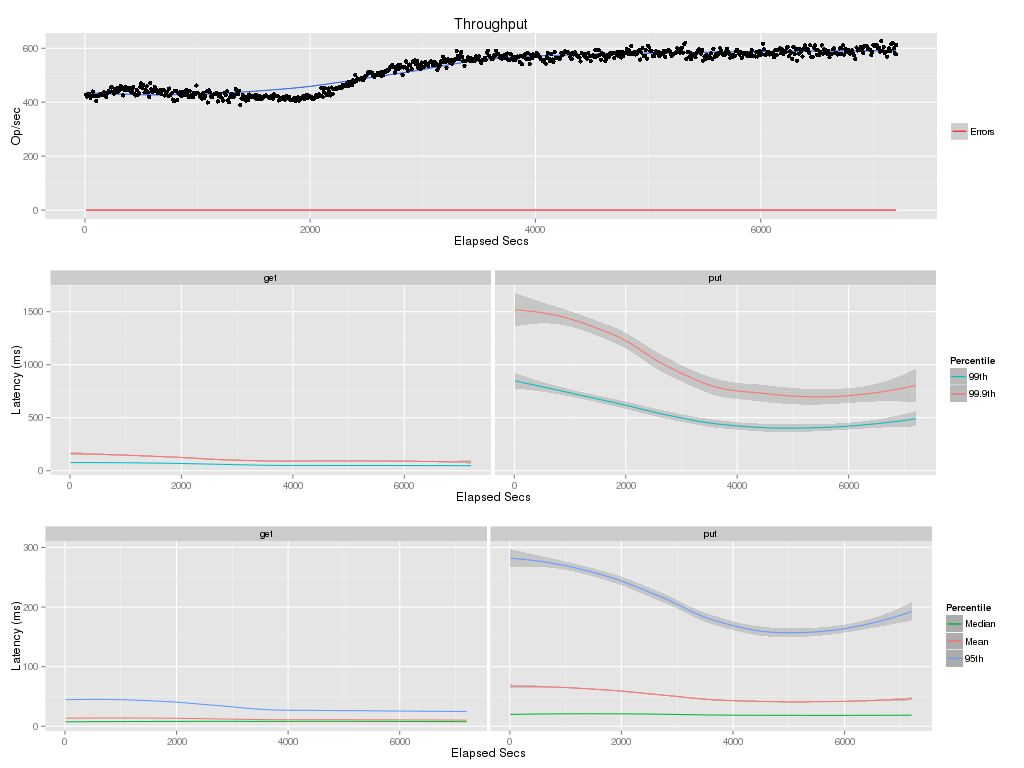 Throughput
600
400
200
0
Op/sec
0 2000 4000 6000
Elapsed Secs
Errors
get put
1500
1000
500
0
Latency (ms)
0 2000 4000 6000 0 2000 4000 6000
Elapsed Secs
Percentile
99th
99.9th
get put
300
200
100
0
Latency (ms)
0 2000 4000 6000 0 2000 4000 6000
Elapsed Secs
Percentile
Median
Mean
95th